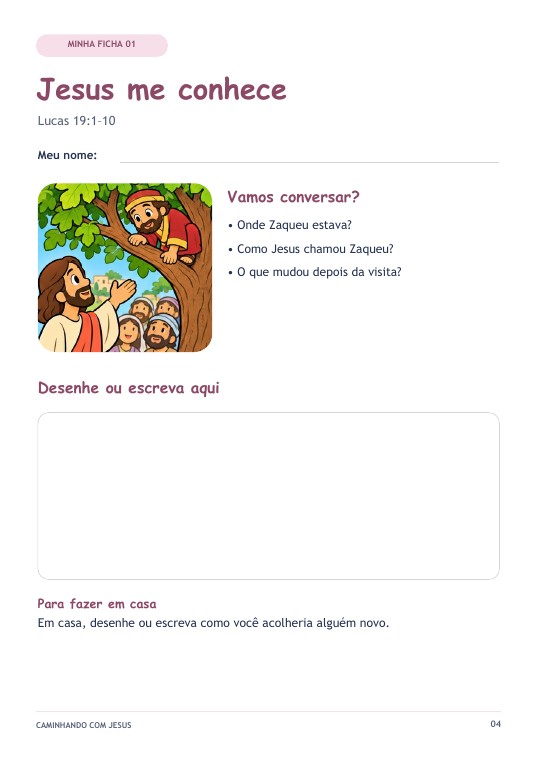 MINHA FICHA 01
Jesus me conhece
Lucas 19:1-10
Meu nome:
Vamos conversar?
• Onde Zaqueu estava?
• Como Jesus chamou Zaqueu?
• O que mudou depois da visita?
Desenhe ou escreva aqui
Para fazer em casa
Em casa, desenhe ou escreva como você acolheria alguém novo.
CAMINHANDO COM JESUS
04